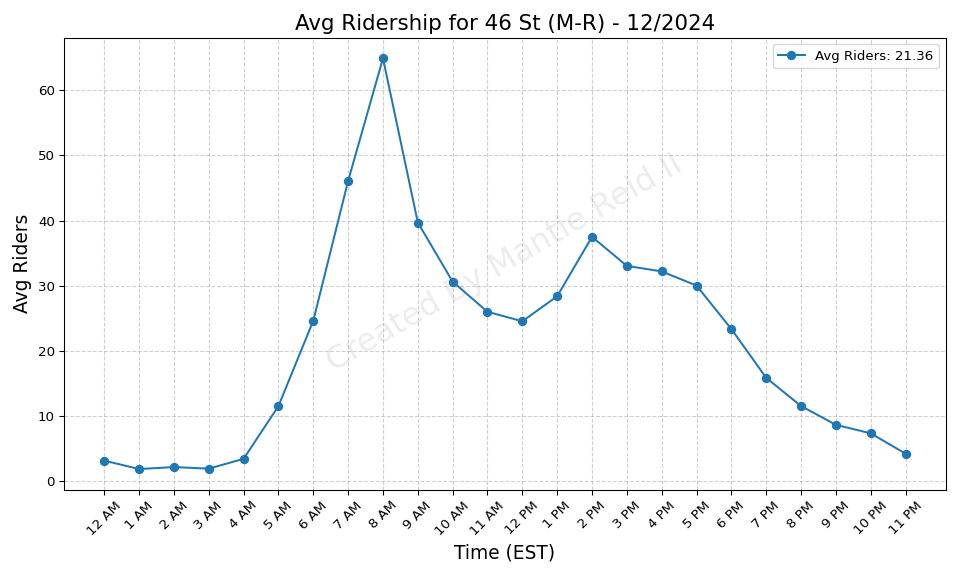 Avg Ridership for 46 St (M-R) - 12/2024
Avg Riders: 21.36
Avg Riders
60
50
40
30
20
10
0
Created By Mantle Reid II
12 AM
1 AM
2 AM
3 AM
4 AM
5 AM
6 AM
7 AM
8 AM
9 AM
10 AM
11 AM
12 PM
1 PM
2 PM
3 PM
4 PM
5 PM
6 PM
7 PM
8 PM
9 PM
10 PM
11 PM
Time (EST)